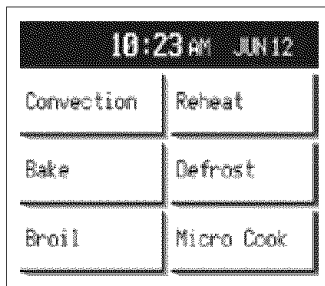 10:23 AM JUN 12
Convection Reheat
Bake Defrost
Broil Micro Cook